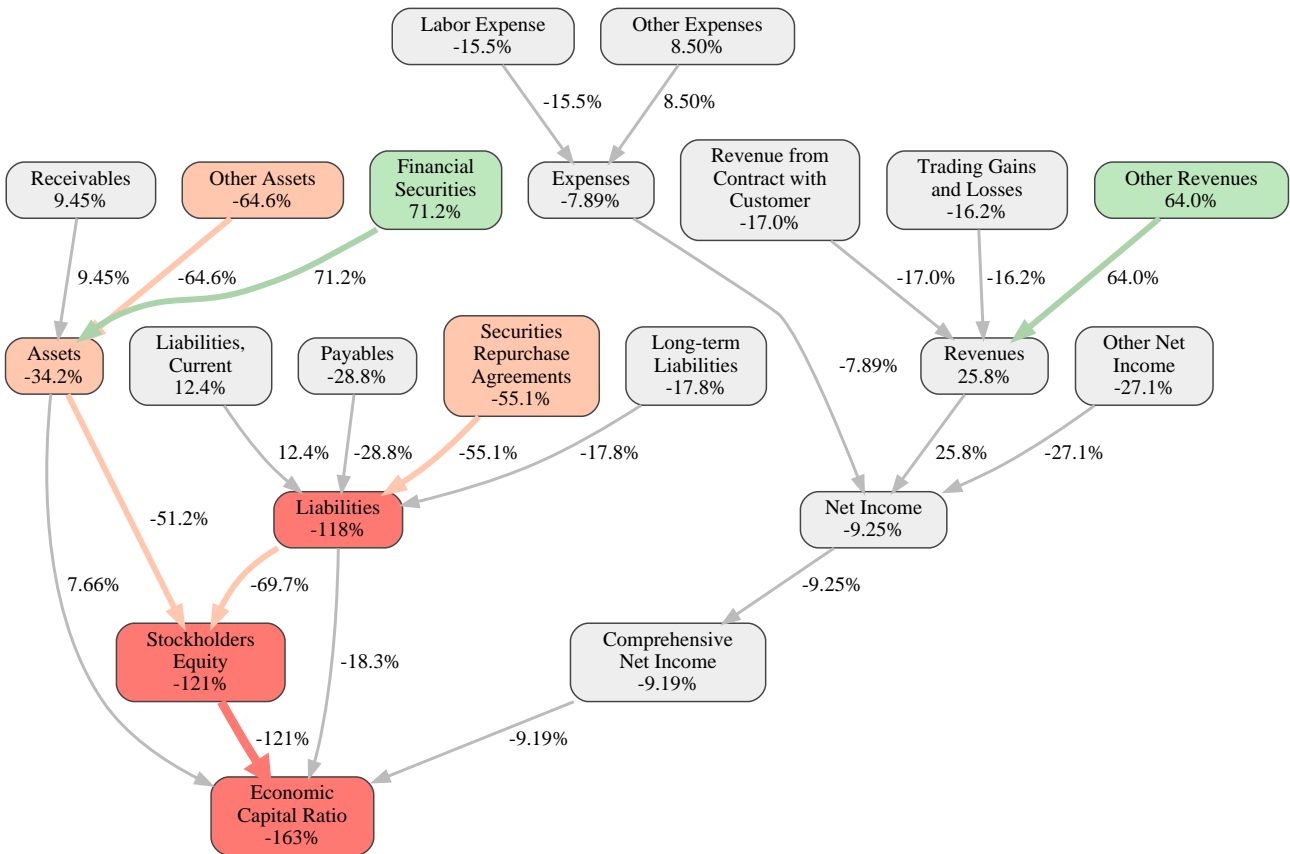 Labor Expense
-15.5%
Other Expenses
8.50%
-15.5%
8.50%
Receivables
9.45%
Other Assets
-64.6%
Financial
Securities
71.2%
Expenses
-7.89%
Revenue from
Contract with
Customer
-17.0%
Trading Gains
and Losses
-16.2%
Other Revenues
64.0%
9.45%
-64.6%
71.2%
-17.0%
-16.2%
64.0%
Assets
-34.2%
Liabilities,
Current
12.4%
Payables
-28.8%
Securities
Repurchase
Agreements
-55.1%
Long-term
Liabilities
-17.8%
-7.89%
Revenues
25.8%
Other Net
Income
-27.1%
12.4%
-28.8%
-55.1%
-17.8%
25.8%
-27.1%
-51.2%
Liabilities
-118%
Net Income
-9.25%
7.66%
-69.7%
-9.25%
Stockholders
Equity
-121%
-18.3%
Comprehensive
Net Income
-9.19%
-121%
-9.19%
Economic
Capital Ratio
-163%